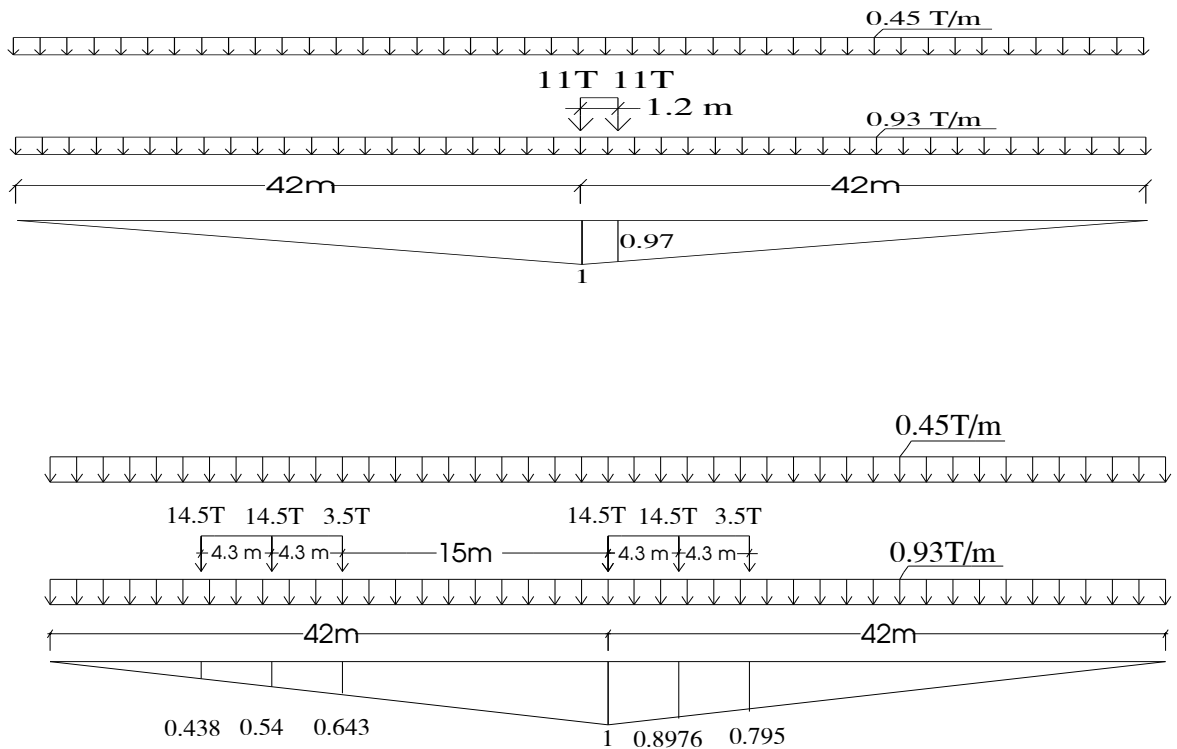 0.45 T/m
11T 11T
1.2 m
0.93 T/m
42m 42m
0.97
1
0.45T/m
14.5T 14.5T 3.5T 14.5T 14.5T 3.5T
4.3 m 4.3 m 15m 4.3 m 4.3 m
0.93T/m
42m 42m
0.438 0.54 0.643 1 0.8976 0.795